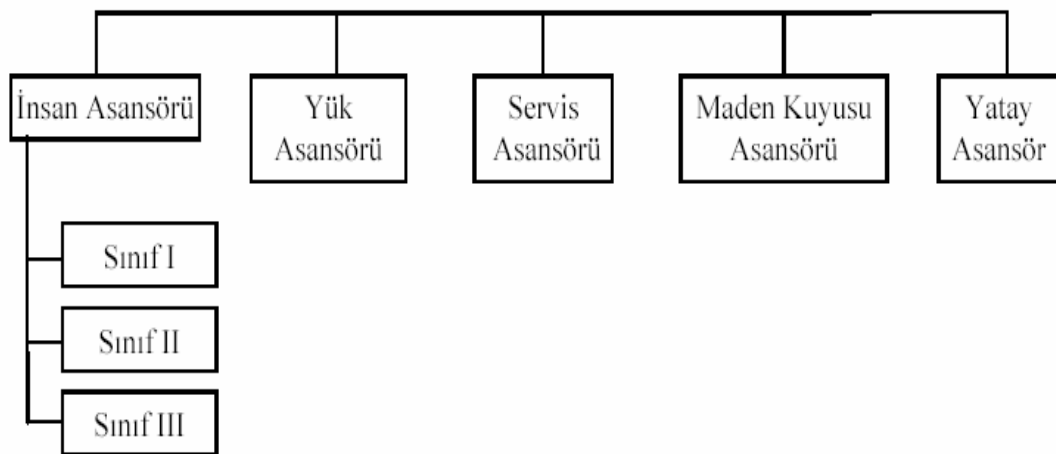 İnsan Asansörü
Yük
Asansörü
Servis
Asansörü
Maden Kuyusu
Asansörü
Yatay
Asansör
Sınıf I
Sınıf II
Sınıf III